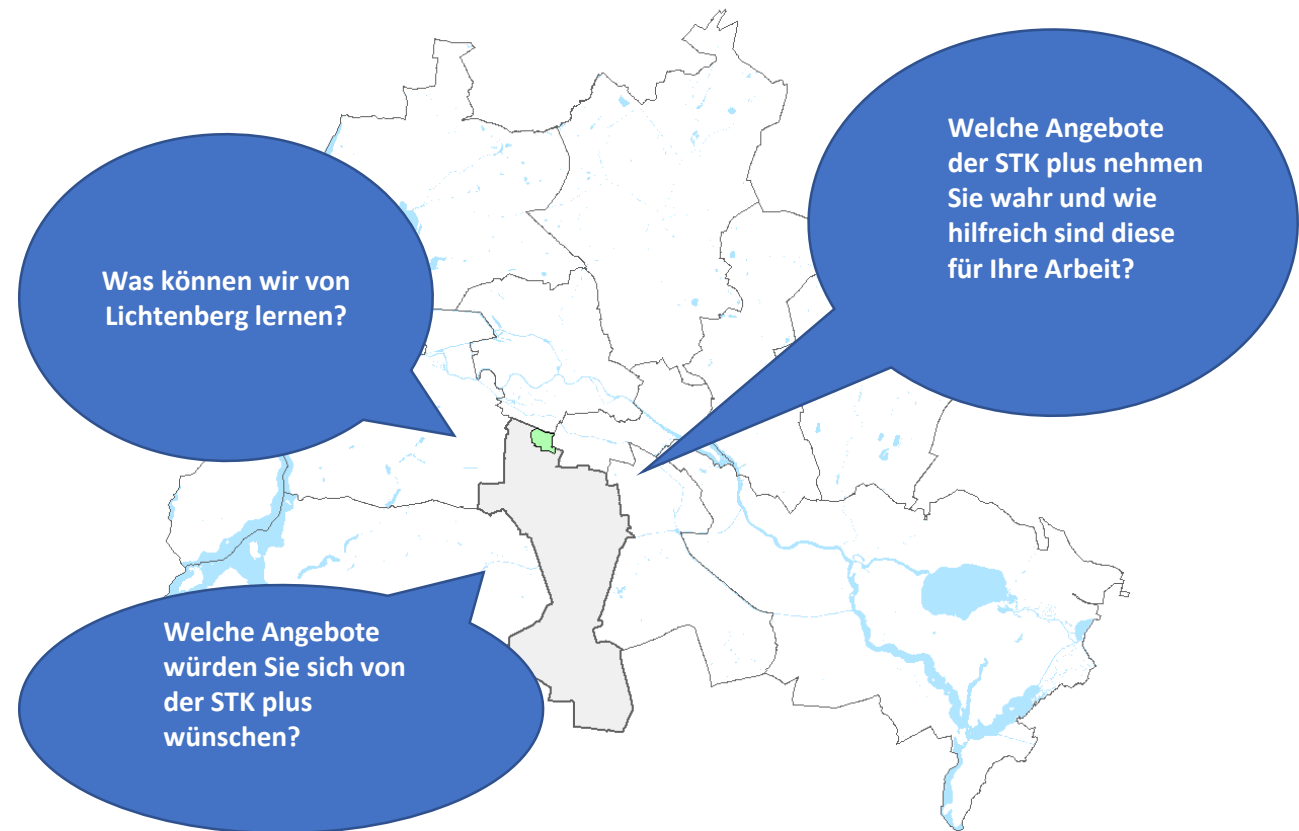 Was können wir von
Lichtenberg lernen?
Welche Angebote
der STK plus nehmen
Sie wahr und wie
hilfreich sind diese
für Ihre Arbeit?
Welche Angebote
würden Sie sich von
der STK plus
wünschen?